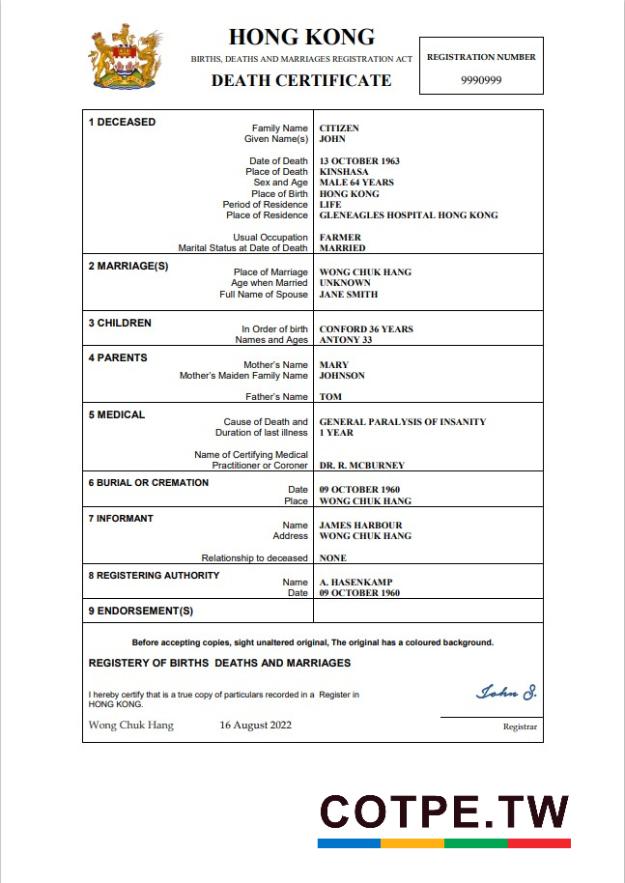 HONG KONG
BIRTHS, DEATHS AND MARRIAGES REGISTRATION ACT
DEATH CERTIFICATE
REGISTRATION NUMBER
9990999
1 DECEASED
Family Name CITIZEN
Given Name(s) JOHN
Date of Death 13 OCTOBER 1963
Place of Death KINSHASA
Sex and Age MALE 64 YEARS
Place of Birth HONG KONG
Period of Residence LIFE
Place of Residence GLENEAGLES HOSPITAL HONG KONG
Usual Occupation FARMER
Marital Status at Date of Death MARRIED
2 MARRIAGE(S)
Place of Marriage WONG CHUK HANG
Age when Married UNKNOWN
Full Name of Spouse JANE SMITH
3 CHILDREN
In Order of birth CONFORD 36 YEARS
Names and Ages ANTONY 33
4 PARENTS
Mother's Name MARY
Mother's Maiden Family Name JOHNSON
Father's Name TOM
5 MEDICAL
Cause of Death and GENERAL PARALYSIS OF INSANITY
Duration of last illness 1 YEAR
Name of Certifying Medical
Practitioner or Coroner DR. R. MCBURNEY
6 BURIAL OR CREMATION
Date 09 OCTOBER 1960
Place WONG CHUK HANG
7 INFORMANT
Name JAMES HARBOUR
Address WONG CHUK HANG
Relationship to deceased NONE
8 REGISTERING AUTHORITY
Name A. HASENKAMP
Date 09 OCTOBER 1960
9 ENDORSEMENT(S)
Before accepting copies, sight unaltered original, The original has a coloured background.
REGISTERY OF BIRTHS DEATHS AND MARRIAGES
I hereby certify that is a true copy of particulars recorded in a Register in
HONG KONG.
John S.
Wong Chuk Hang 16 August 2022
Registrar
COTPE.TW